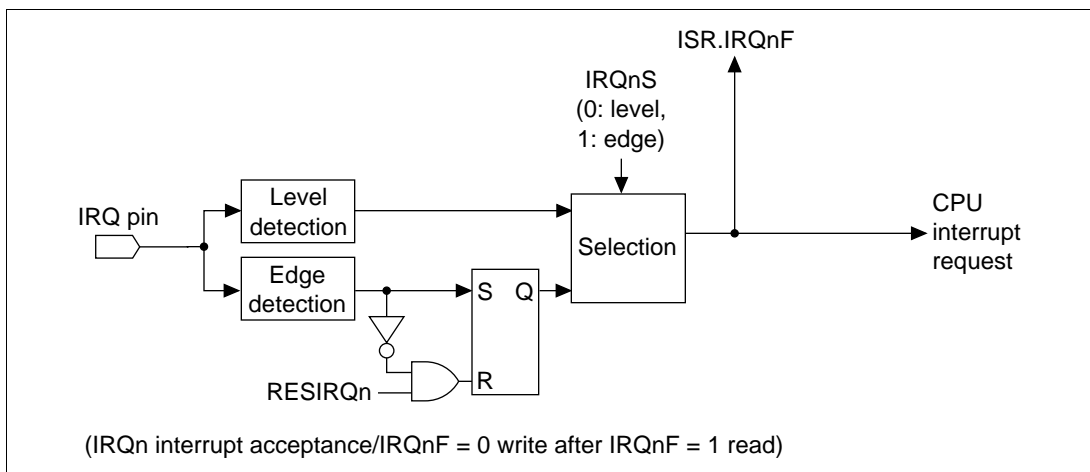 ISR.IRQnF
IRQnS
(0: level,
1: edge)
Level
detection
IRQ pin
CPU
interrupt
request
Selection
Edge
detection
S Q
R
RESIRQn
(IRQn interrupt acceptance/IRQnF = 0 write after IRQnF = 1 read)